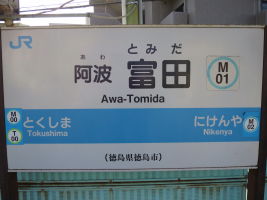 JR
とみだ
あわ
阿波 富田
M
01
Awa-Tomida
M
00
T
00
とくしま
Tokushima
にけんや
Nikenya
M
02
(徳島県徳島市)